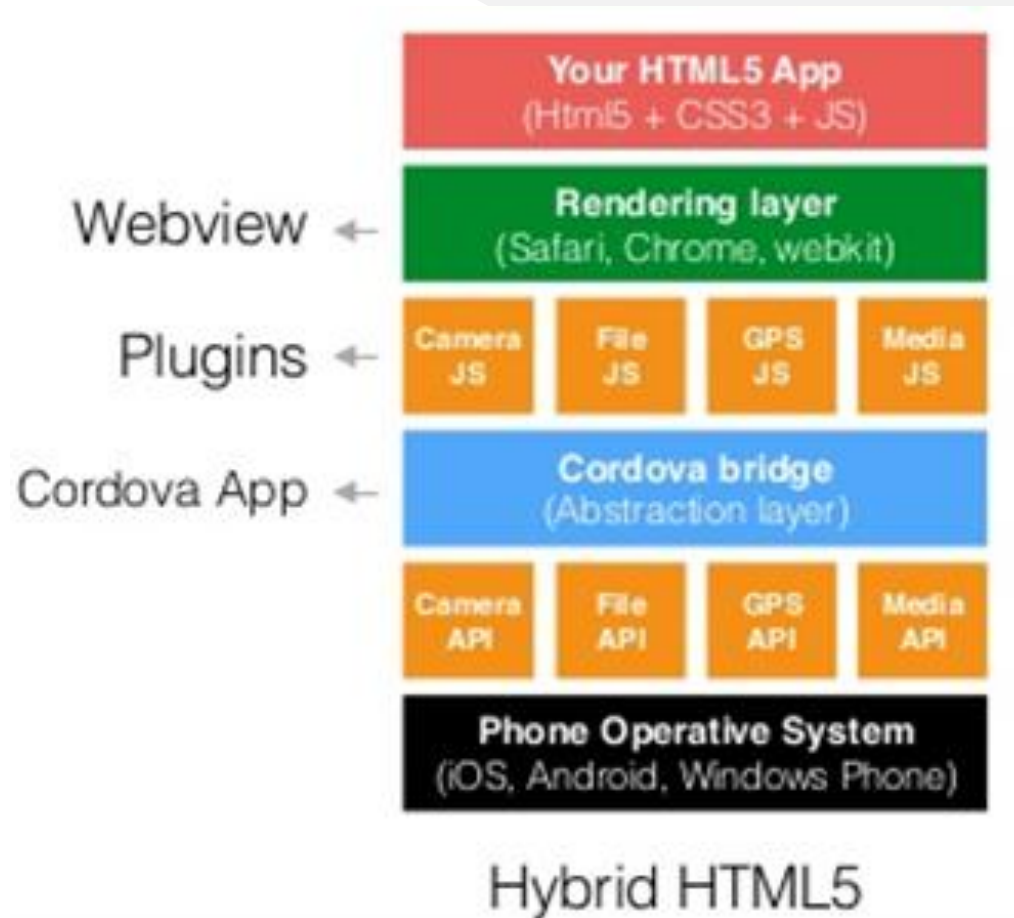 Your HTML5 App
(Html5 + CSS3 + JS)
Webview
Rendering layer
(Safari, Chrome, webkit)
Plugins
Camera JS
File JS
GPS JS
Media JS
Cordova App
Cordova bridge
(Abstraction layer)
Camera API
File API
GPS API
Media API
Phone Operative System
(iOS, Android, Windows Phone)
Hybrid HTML5